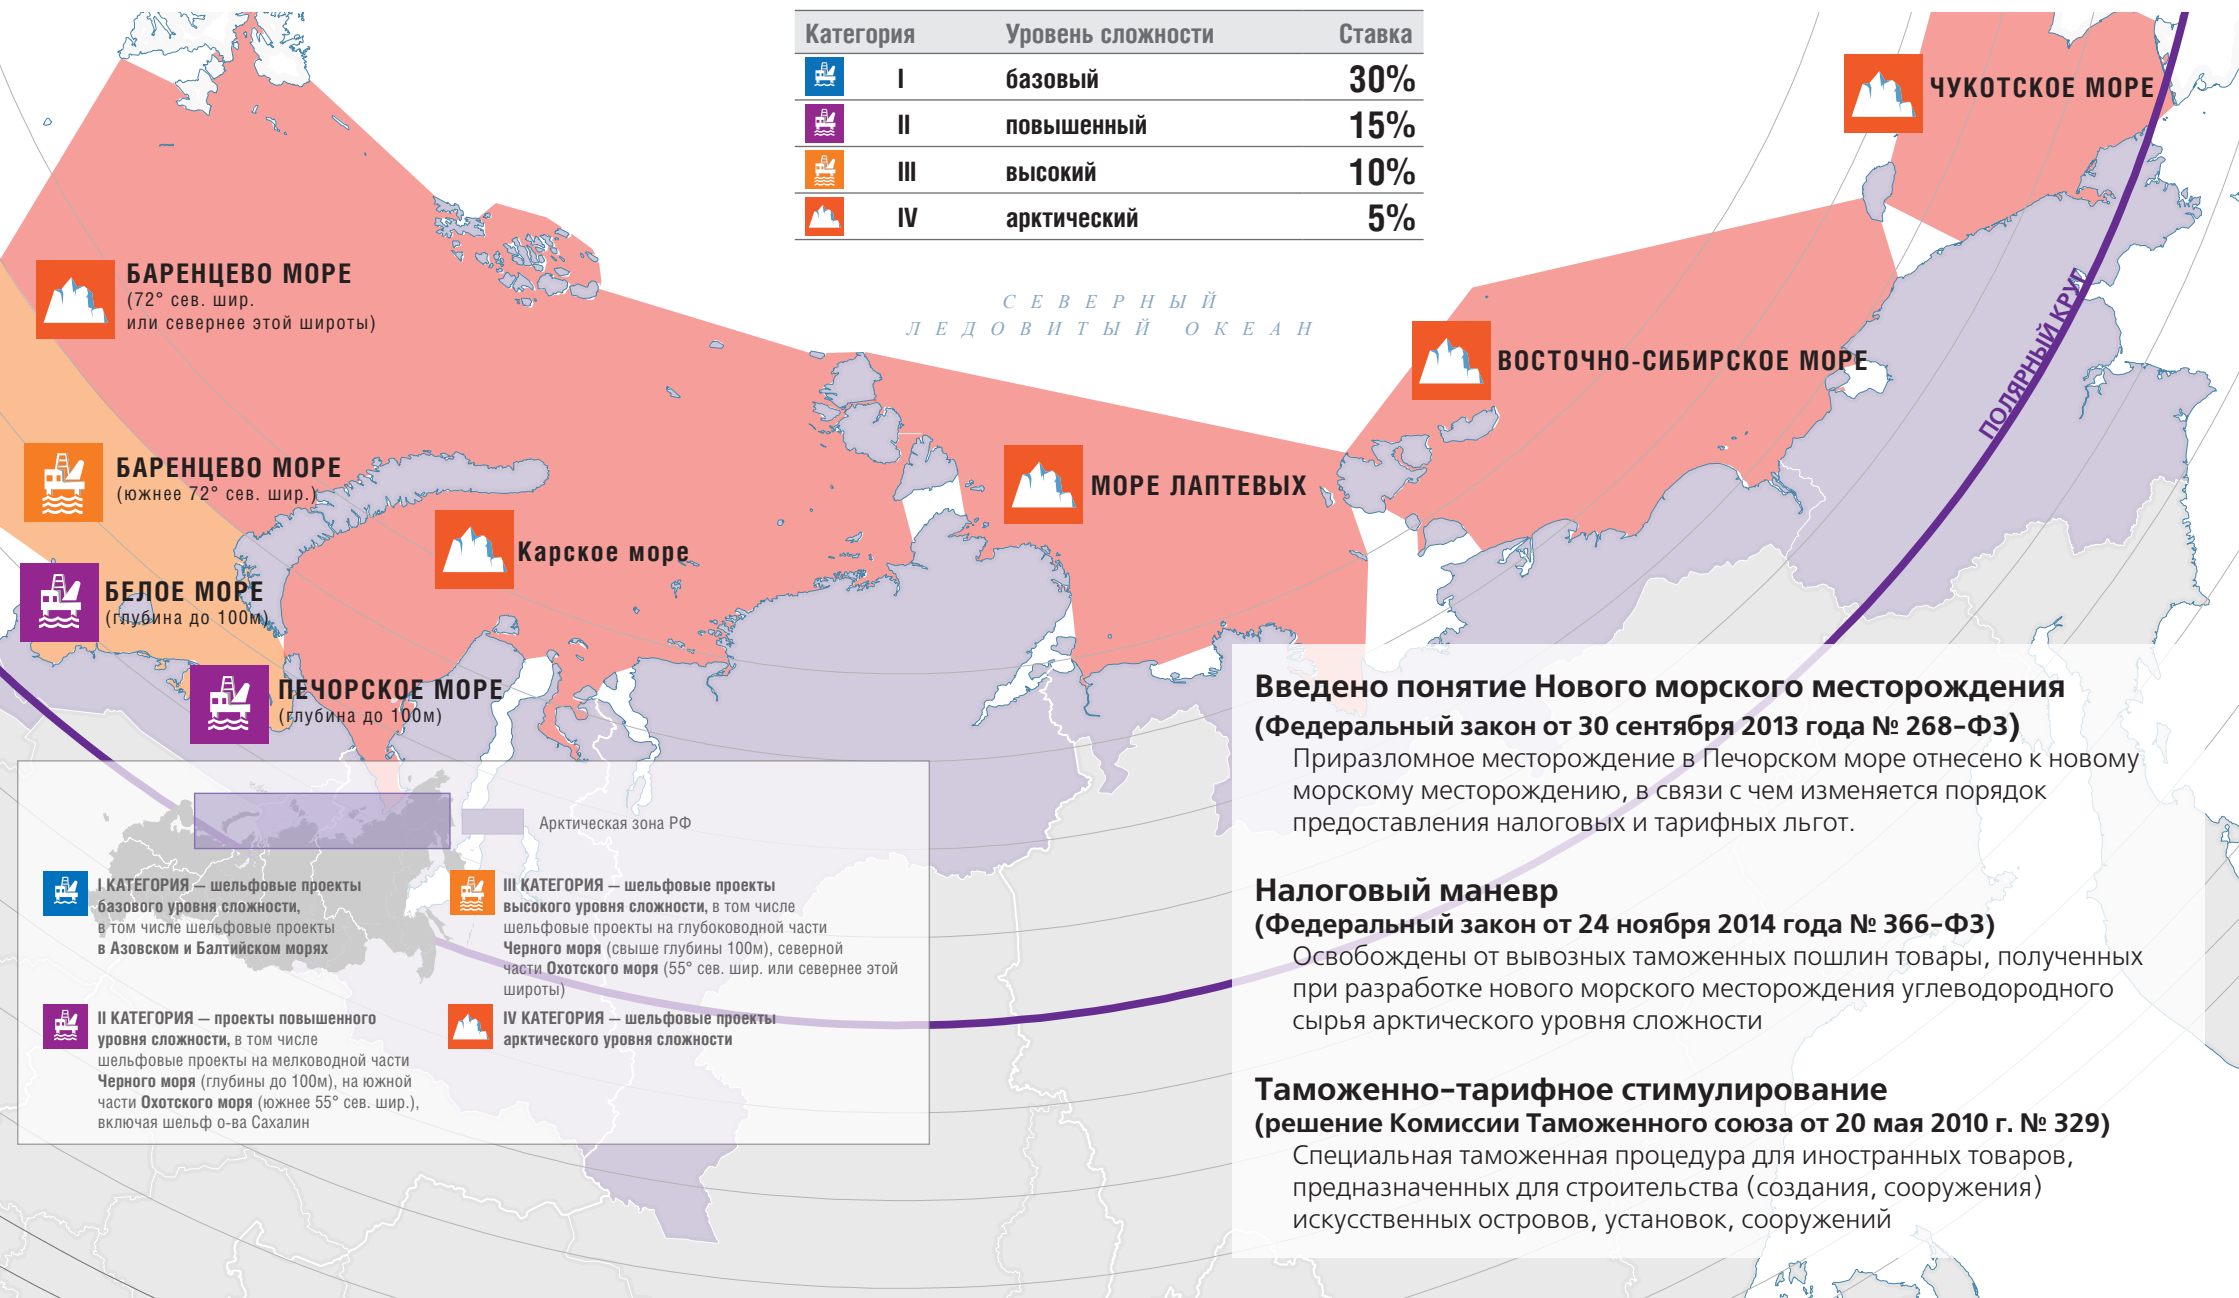 Категория Уровень сложности Ставка
I базовый 30%
II повышенный 15%
III высокий 10%
IV арктический 5%
ЧУКОТСКОЕ МОРЕ
БАРЕНЦЕВО МОРЕ
(72° сев. шир.
или севернее этой широты)
СЕВЕРНЫЙ
ЛЕДОВИТЫЙ ОКЕАН
ВОСТОЧНО-СИБИРСКОЕ МОРЕ
ПОЛЯРНЫЙ КРУГ
БАРЕНЦЕВО МОРЕ
(южнее 72° сев. шир.)
МОРЕ ЛАПТЕВЫХ
Карское море
БЕЛОЕ МОРЕ
(глубина до 100м)
ПЕЧОРСКОЕ МОРЕ
(глубина до 100м)
Арктическая зона РФ
I КАТЕГОРИЯ — шельфовые проекты
базового уровня сложности,
в том числе шельфовые проекты
в Азовском и Балтийском морях
II КАТЕГОРИЯ — проекты повышенного
уровня сложности, в том числе
шельфовые проекты на мелководной части
Черного моря (глубины до 100м), на южной
части Охотского моря (южнее 55° сев. шир.),
включая шельф о-ва Сахалин
III КАТЕГОРИЯ — шельфовые проекты
высокого уровня сложности, в том числе
шельфовые проекты на глубоководной части
Черного моря (свыше глубины 100м), северной
части Охотского моря (55° сев. шир. или севернее этой
широты)
IV КАТЕГОРИЯ — шельфовые проекты
арктического уровня сложности
Введено понятие Нового морского месторождения
(Федеральный закон от 30 сентября 2013 года № 268-ФЗ)
Приразломное месторождение в Печорском море отнесено к новому
морскому месторождению, в связи с чем изменяется порядок
предоставления налоговых и тарифных льгот.
Налоговый маневр
(Федеральный закон от 24 ноября 2014 года № 366-ФЗ)
Освобождены от вывозных таможенных пошлин товары, полученных
при разработке нового морского месторождения углеводородного
сырья арктического уровня сложности
Таможенно-тарифное стимулирование
(решение Комиссии Таможенного союза от 20 мая 2010 г. № 329)
Специальная таможенная процедура для иностранных товаров,
предназначенных для строительства (создания, сооружения)
искусственных островов, установок, сооружений